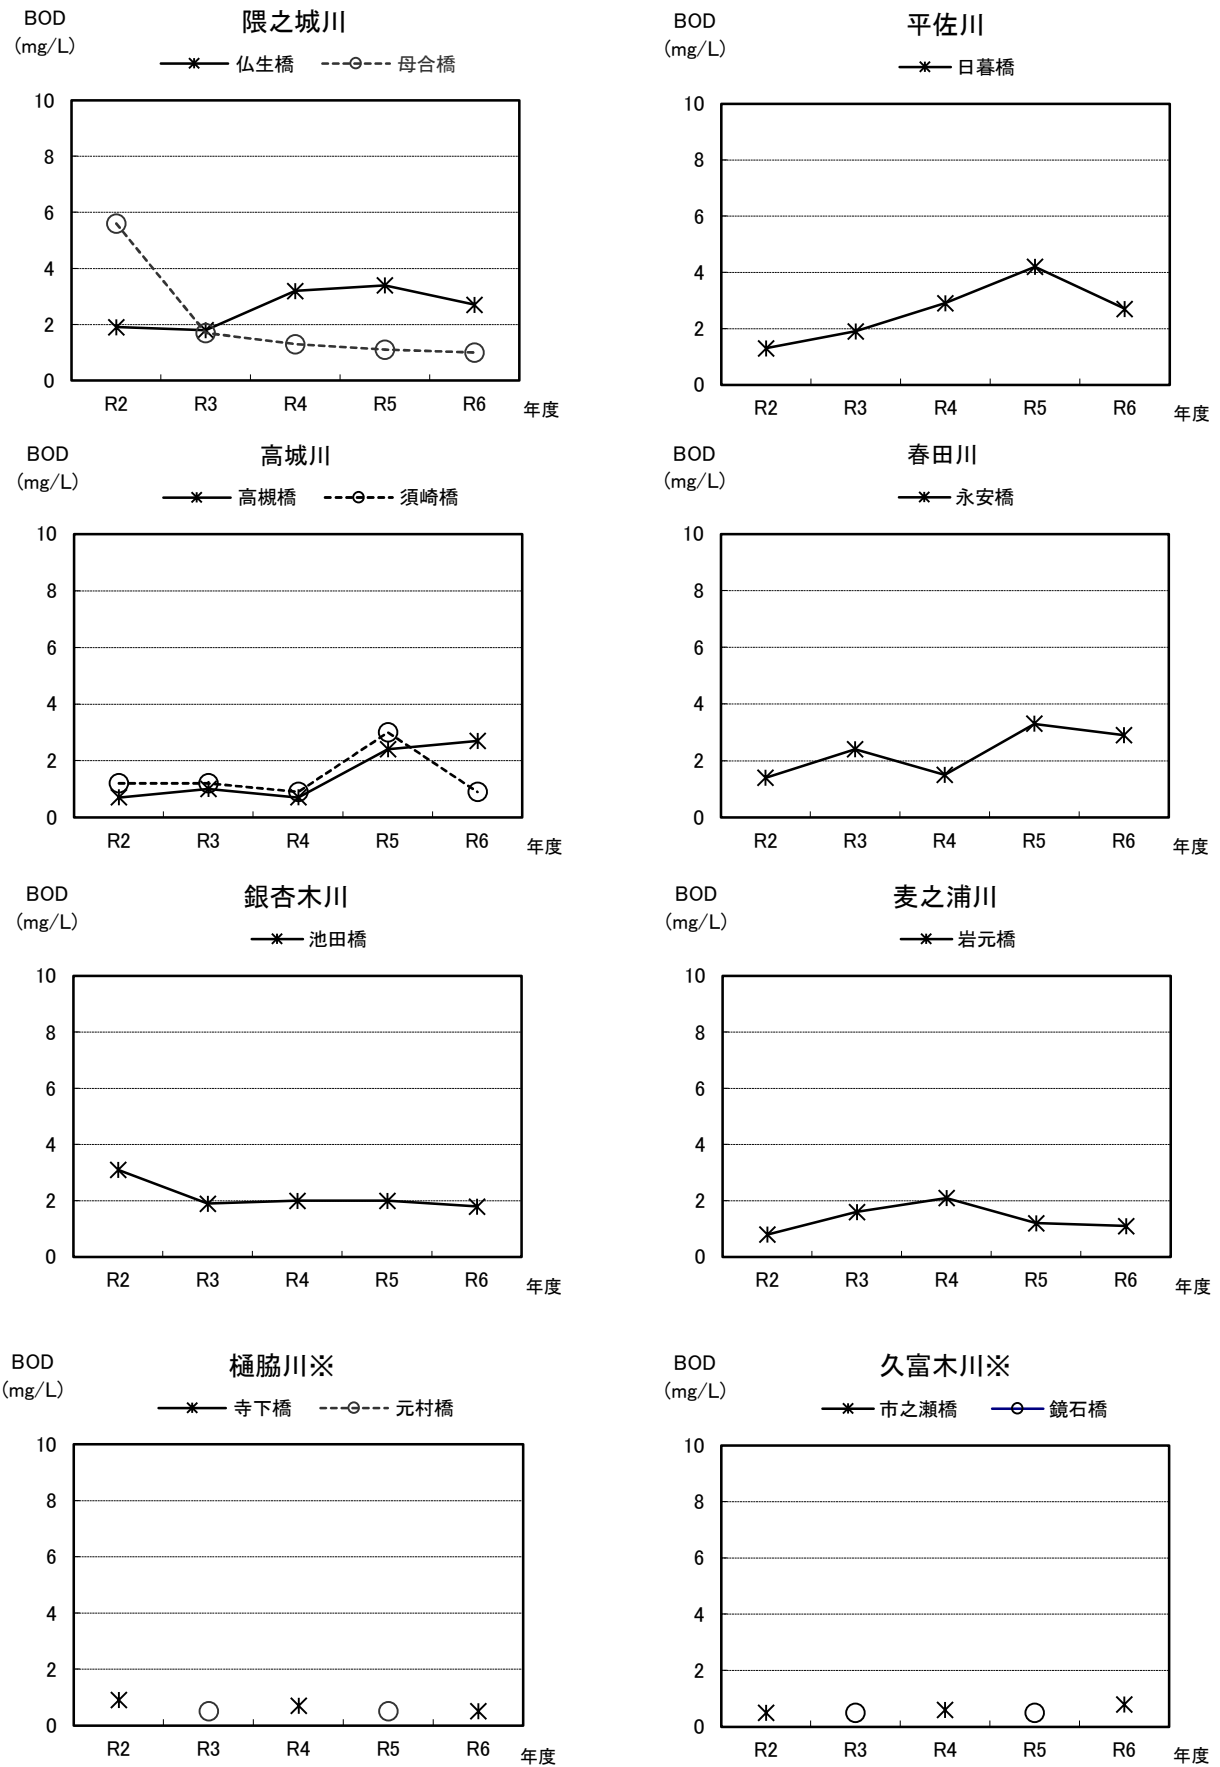 BOD
(mg/L)
隈之城川
仏生橋 母合橋
10
8
6
4
2
0
R2 R3 R4 R5 R6 年度
BOD
(mg/L)
平佐川
日暮橋
10
8
6
4
2
0
R2 R3 R4 R5 R6 年度
BOD
(mg/L)
高城川
高槻橋 須崎橋
10
8
6
4
2
0
R2 R3 R4 R5 R6 年度
BOD
(mg/L)
春田川
永安橋
10
8
6
4
2
0
R2 R3 R4 R5 R6 年度
BOD
(mg/L)
銀杏木川
池田橋
10
8
6
4
2
0
R2 R3 R4 R5 R6 年度
BOD
(mg/L)
麦之浦川
岩元橋
10
8
6
4
2
0
R2 R3 R4 R5 R6 年度
BOD
(mg/L)
樋脇川※
寺下橋 元村橋
10
8
6
4
2
0
R2 R3 R4 R5 R6 年度
BOD
(mg/L)
久富木川※
市之瀬橋 鏡石橋
10
8
6
4
2
0
R2 R3 R4 R5 R6 年度